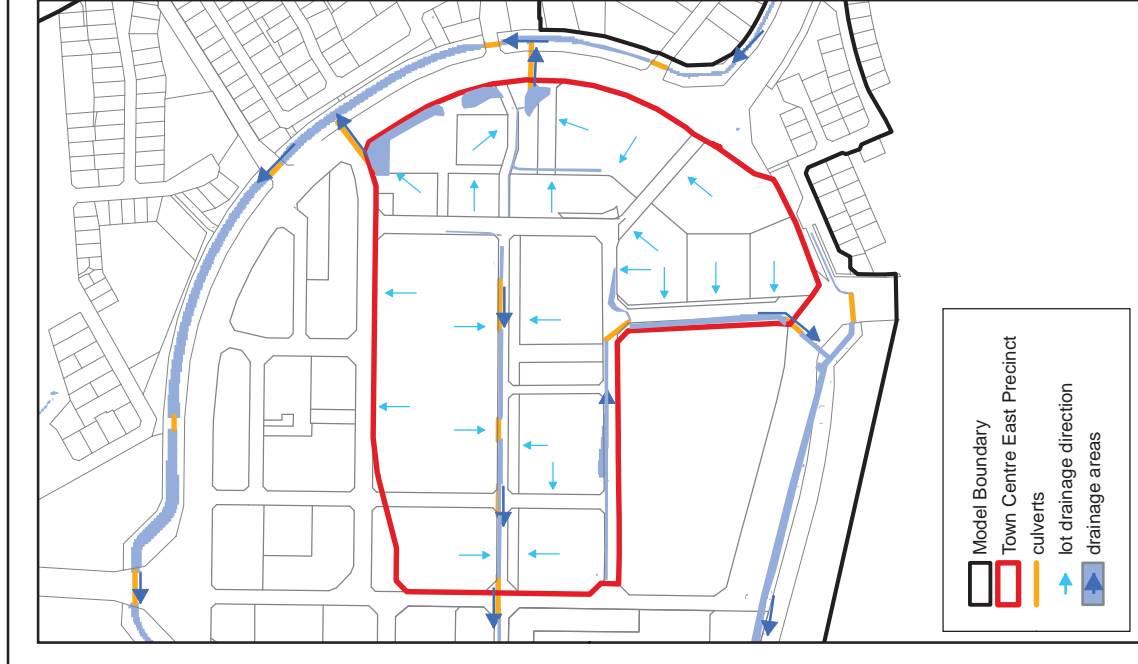 Model Boundary
Town Centre East Precinct
culverts
lot drainage direction
drainage areas